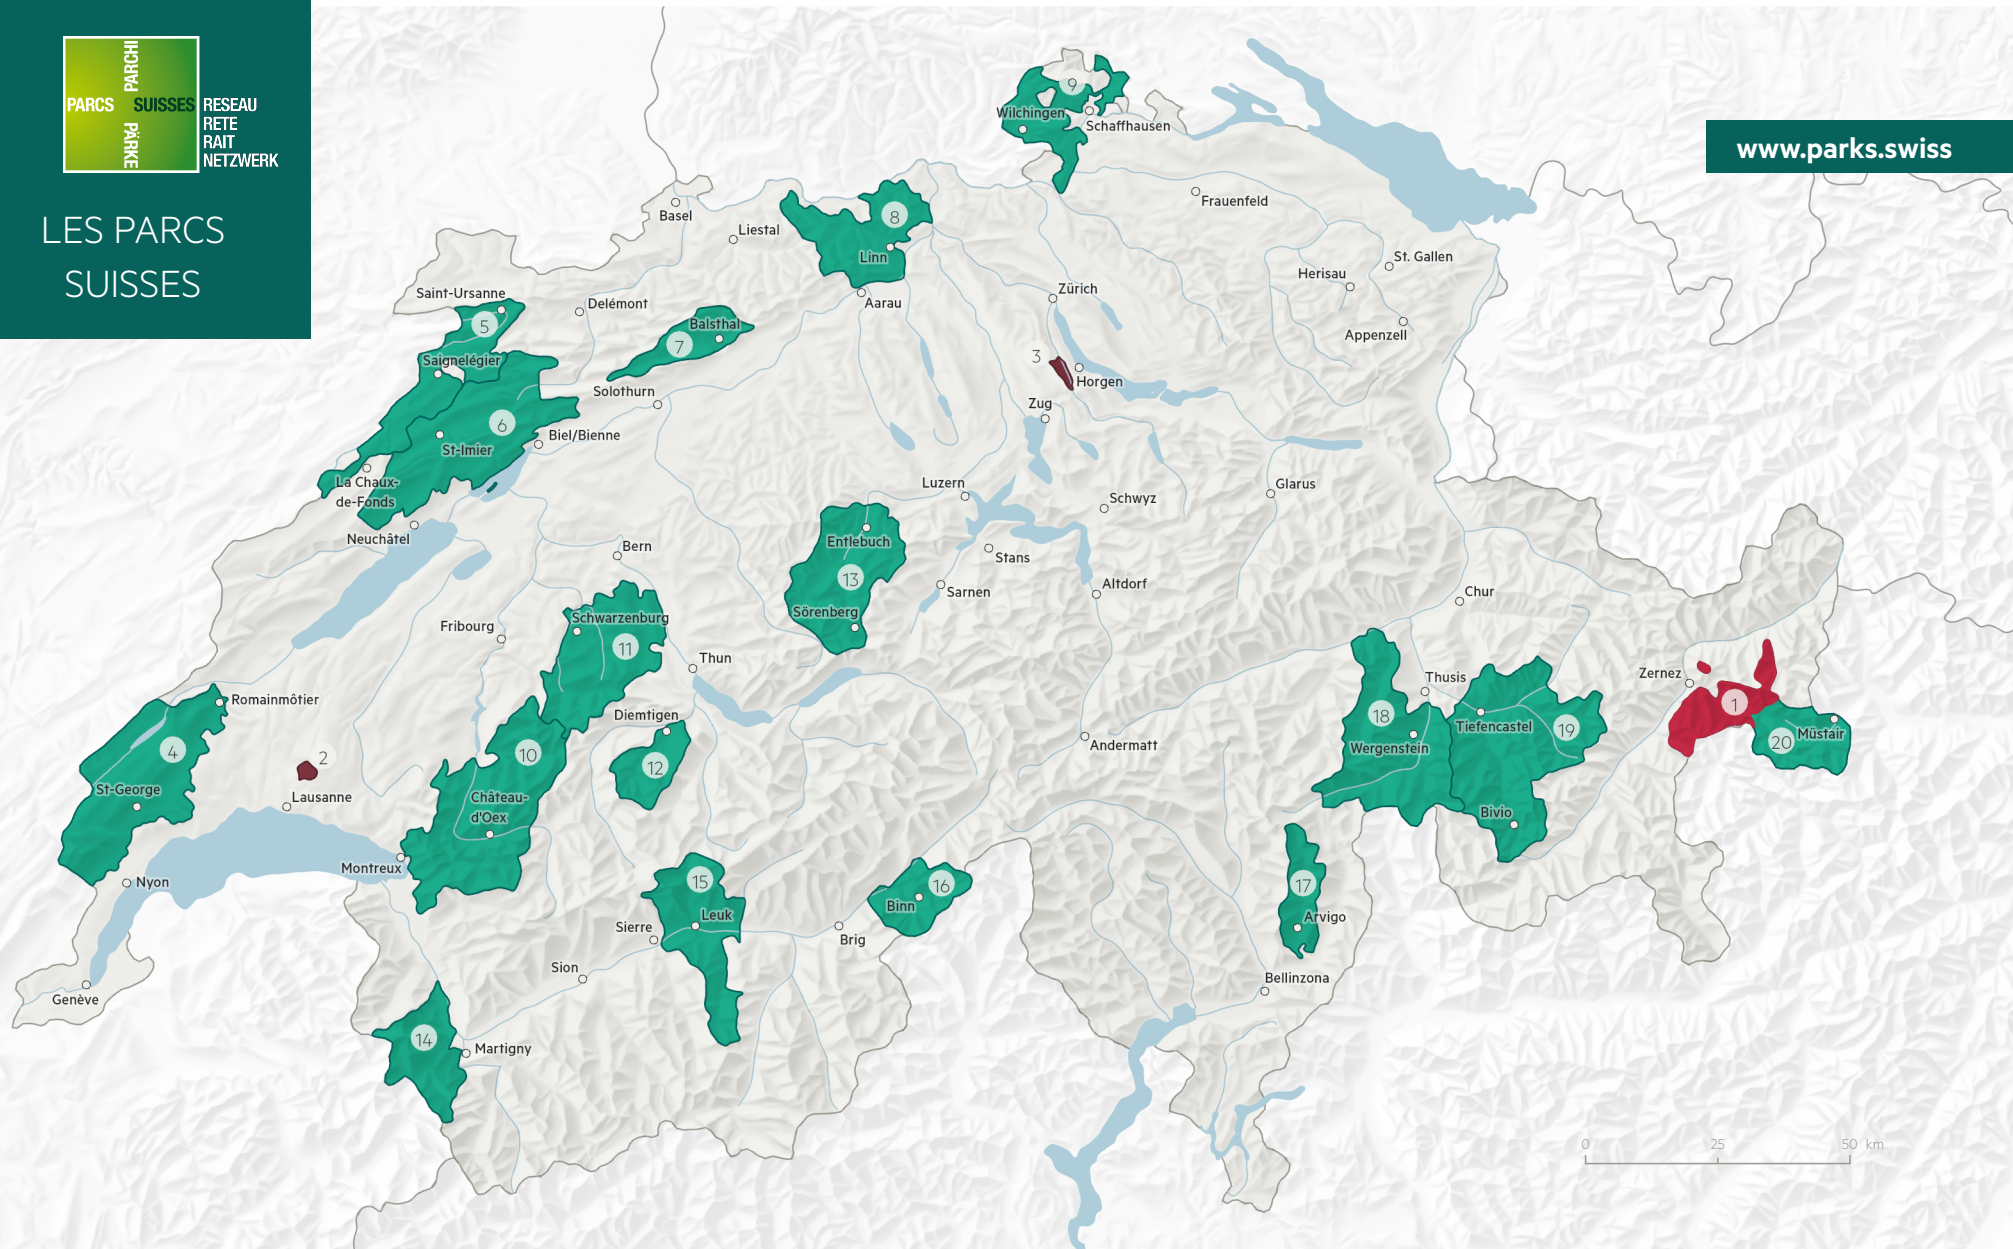 PARCHI
PARCS SUISSES
PÄRKE
RESEAU
RETE
RAIT
NETZWERK
LES PARCS
SUISSES
www.parks.swiss
9
Wilchingen
Schaffhausen
Frauenfeld
Basel
Liestal
8
Linn
Aarau
St. Gallen
Herisau
Appenzell
Zürich
Saint-Ursanne
5
Delémont
Balsthal
7
Saignelégier
Solothurn
3
Horgen
Zug
6
St-Imier
Biel/Bienne
La Chaux-
de-Fonds
Neuchâtel
Luzern
Schwyz
Glarus
Bern
Entlebuch
13
Sörenberg
Stans
Sarnen
Altdorf
Chur
Fribourg
Schwarzenburg
11
Thun
Diemtigen
12
Romainmôtier
4
St-George
2
Lausanne
10
Château-
d'Oex
Montreux
Nyon
Genève
Andermatt
Thusis
18
Wergenstein
Tiefencastel
19
Bivio
Zernez
1
20
Müstair
15
Leuk
Sierre
Sion
16
Binn
Brig
17
Arvigo
Bellinzona
14
Martigny
0 25 50 km